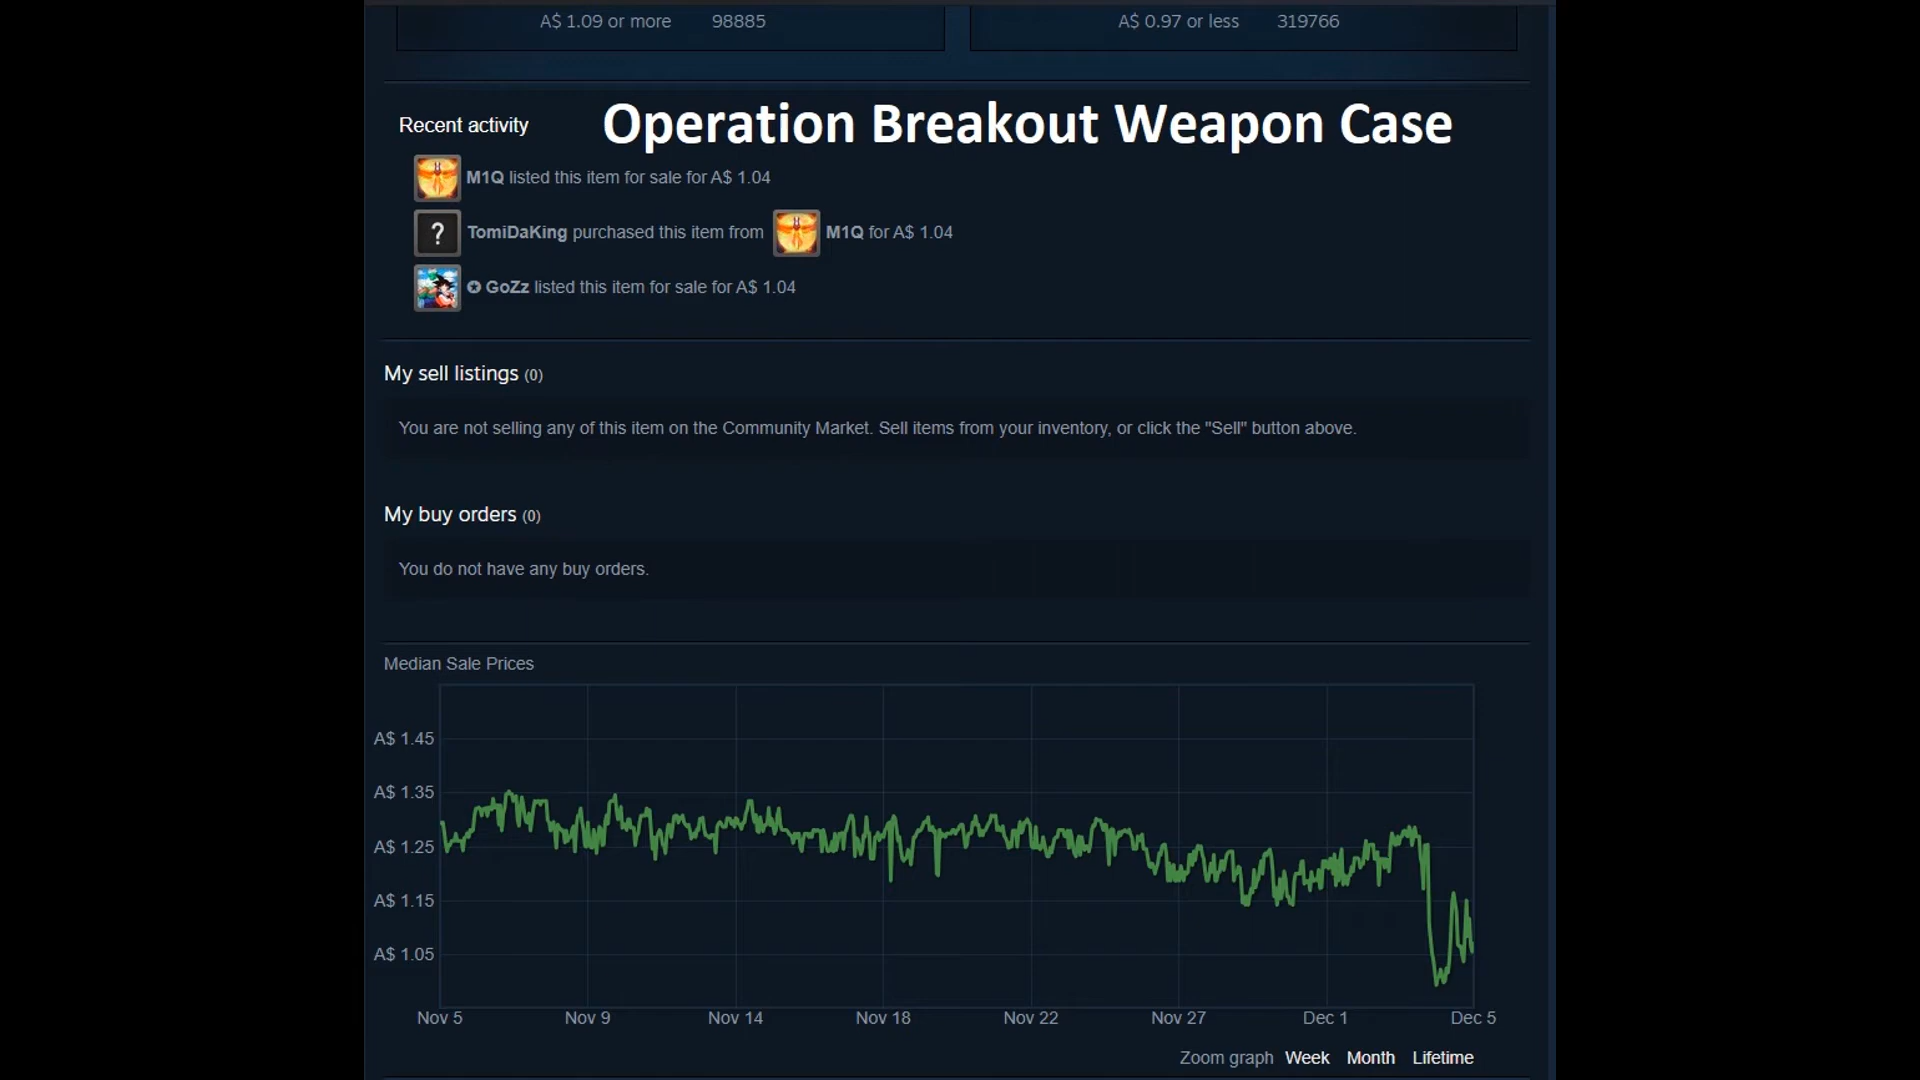 A$ 1.09 or more 98885 A$ 0.97 or less 319766
Recent activity Operation Breakout Weapon Case
M1Q listed this item for sale for A$ 1.04
? TomiDaKing purchased this item from M1Q for A$ 1.04
GoZz listed this item for sale for A$ 1.04
My sell listings (0)
You are not selling any of this item on the Community Market. Sell items from your inventory, or click the "Sell" button above.
My buy orders (0)
You do not have any buy orders.
Median Sale Prices
A$ 1.45
A$ 1.35
A$ 1.25
A$ 1.15
A$ 1.05
Nov 5 Nov 9 Nov 14 Nov 18 Nov 22 Nov 27 Dec 1 Dec 5
Zoom graph Week Month Lifetime